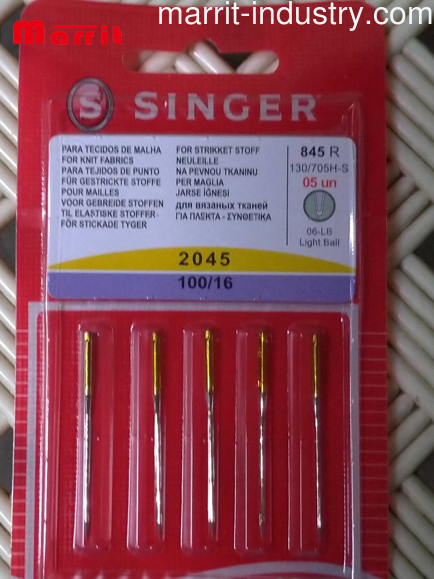 marrit-industry.com
Marrit
S SINGER
PARA TECIDOS DE MALHA
FOR KNIT FABRICS
PARA TEJIDOS DE PUNTO
FÜR GESTRICKTE STOFFE
POUR MAILLES
VOOR GEBREIDE STOFFEN
TIL ELASTISKE STOFFER-
FÖR STICKADE TYGER
FOR STRIKKET STOFF
NEULEILLE
NA PEVNOU TKANINU
PER MAGLIA
JARSE IĞNESI
для вязаных тканей
ΓΙΑ ΠΛΕΚΤΑ - ΣΥΝΘΕΤΙΚΑ
845 R
130/705H-S
05 un
06-LB
Light Ball
2045
100/16